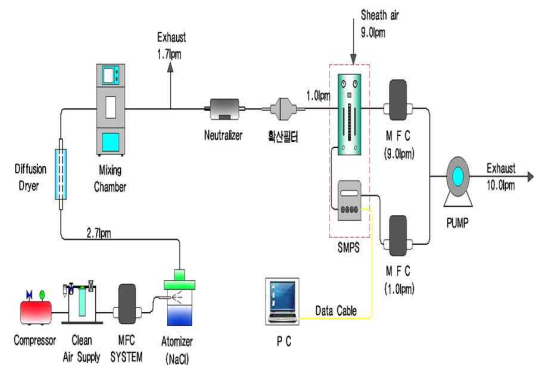 Sheath air
9.0lpm
Exhaust
1.7lpm
1.0lpm
Neutralizer
확산필터
M F C
(9.0lpm)
Diffusion
Dryer
Mixing
Chamber
Exhaust
10.0lpm
PUMP
2.7lpm
SMPS
M F C
(1.0lpm)
Data Cable
P C
Compressor
Clean
Air Supply
MFC
SYSTEM
Atomizer
(NaCl)